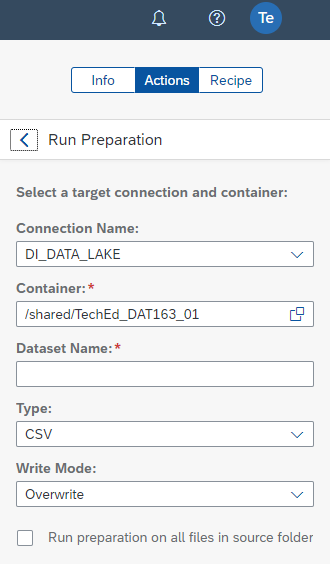 Te
Info Actions Recipe
Run Preparation
Select a target connection and container:
Connection Name:
DI_DATA_LAKE
Container:*
/shared/TechEd_DAT163_01
Dataset Name:*
Type:
CSV
Write Mode:
Overwrite
Run preparation on all files in source folder